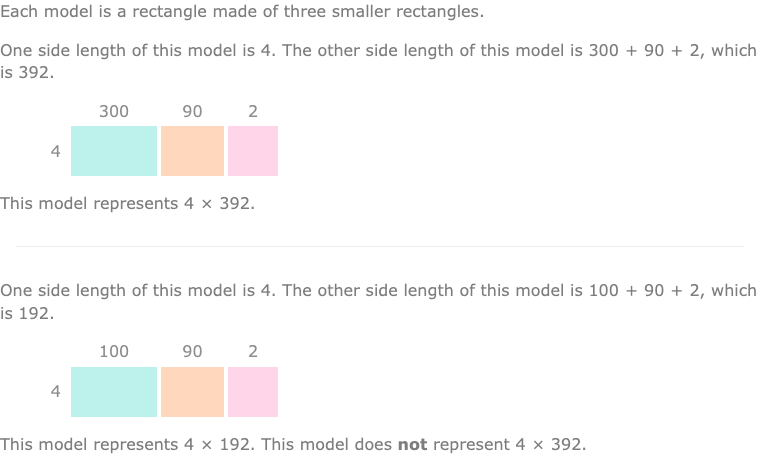 Each model is a rectangle made of three smaller rectangles.
One side length of this model is 4. The other side length of this model is 300 + 90 + 2, which
is 392.
300 90 2
4
This model represents 4 × 392.
One side length of this model is 4. The other side length of this model is 100 + 90 + 2, which
is 192.
100 90 2
4
This model represents 4 × 192. This model does not represent 4 × 392.